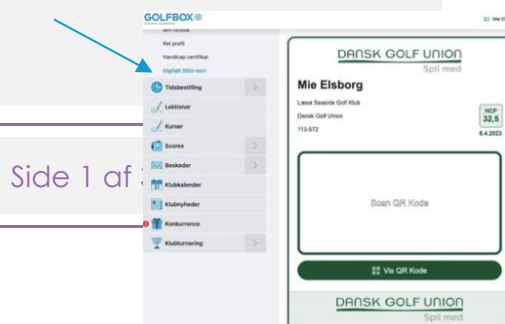 GOLFBOX
Ret profil
Handicap certifikat
Digitalt DGU-kort
Tidsbestilling
Lektioner
Kurser
Scores
Beskeder
Klubkalender
Klubnyheder
Konkurrence
Klubturnering
Side 1 af
DANSK GOLF UNION
Spil med
Mie Elsborg
Læsø Seaside Golf Klub
Dansk Golf Union
113-572
HCP
32,5
8.4.2023
Scan QR Kode
Vis QR Kode
DANSK GOLF UNION
Spil med